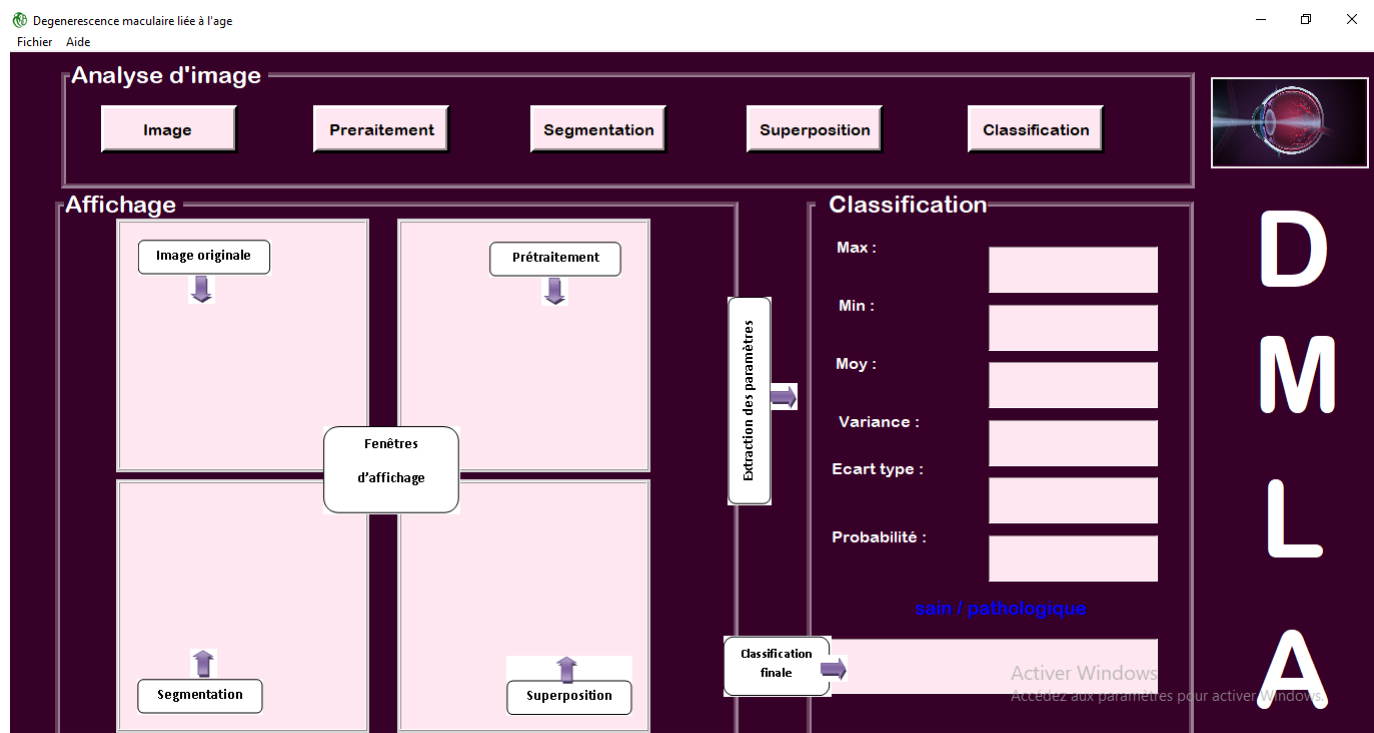 Degenerescence maculaire liée à l'age
Fichier Aide
Analyse d'image
Image
Preraitement
Segmentation
Superposition
Classification
Affichage
Image originale
Prétraitement
Fenêtres
d'affichage
Segmentation
Superposition
Extraction des paramètres
Classification
Max :
Min :
Moy :
Variance :
Ecart type :
Probabilité :
sain / pathologique
Classification
finale
D
M
L
A
Activer Windows
Accédez aux paramètres pour activer Windows.